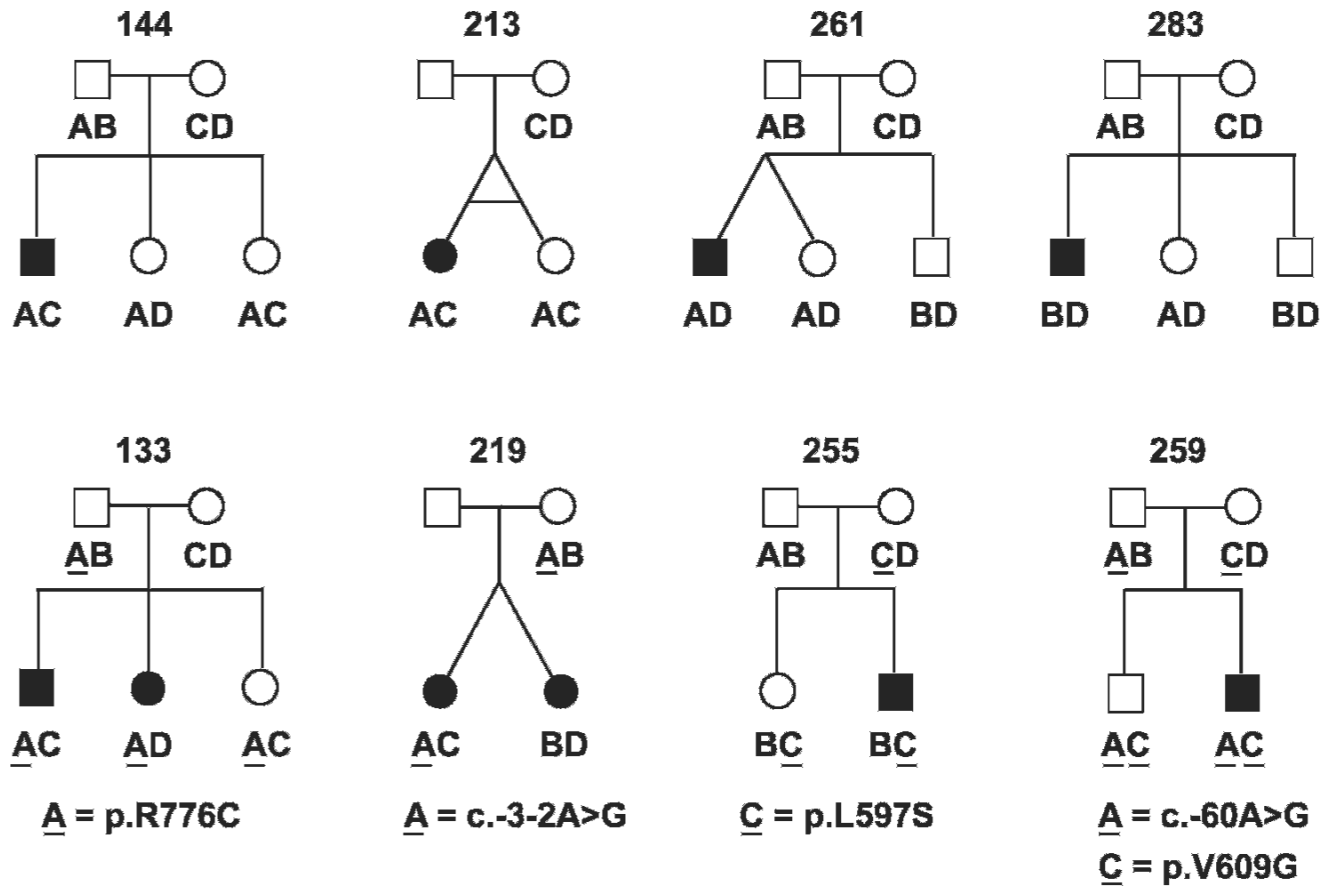 144 213 261 283
AB CD CD AB CD AB CD
AC AD AC AC AC AD AD BD BD AD BD
133 219 255 259
AB CD AB AB CD AB CD
AC AD AC AC BD BC BC AC AC
A = p.R776C A = c.-3-2A>G C = p.L597S A = c.-60A>G
C = p.V609G